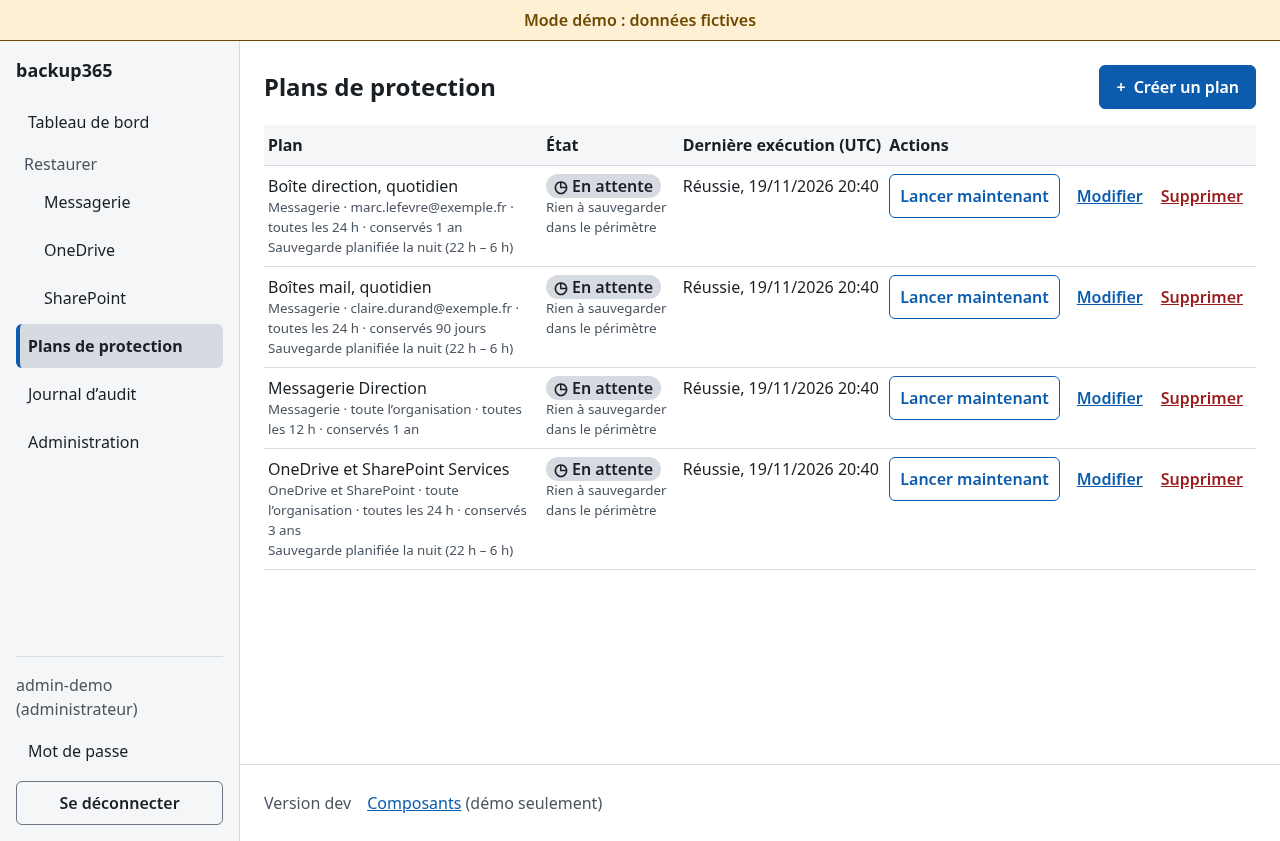 Mode démo : données fictives
backup365
Tableau de bord
Restaurer
Messagerie
OneDrive
SharePoint
Plans de protection
Journal d’audit
Administration
admin-demo
(administrateur)
Mot de passe
Se déconnecter
Plans de protection
+ Créer un plan
Plan État Dernière exécution (UTC) Actions
Boîte direction, quotidien
Messagerie · marc.lefevre@exemple.fr ·
toutes les 24 h · conservés 1 an
Sauvegarde planifiée la nuit (22 h – 6 h)
En attente
Rien à sauvegarder
dans le périmètre
Réussie, 19/11/2026 20:40
Lancer maintenant Modifier Supprimer
Boîtes mail, quotidien
Messagerie · claire.durand@exemple.fr ·
toutes les 24 h · conservés 90 jours
Sauvegarde planifiée la nuit (22 h – 6 h)
En attente
Rien à sauvegarder
dans le périmètre
Réussie, 19/11/2026 20:40
Lancer maintenant Modifier Supprimer
Messagerie Direction
Messagerie · toute l’organisation · toutes
les 12 h · conservés 1 an
En attente
Rien à sauvegarder
dans le périmètre
Réussie, 19/11/2026 20:40
Lancer maintenant Modifier Supprimer
OneDrive et SharePoint Services
OneDrive et SharePoint · toute
l’organisation · toutes les 24 h · conservés
3 ans
Sauvegarde planifiée la nuit (22 h – 6 h)
En attente
Rien à sauvegarder
dans le périmètre
Réussie, 19/11/2026 20:40
Lancer maintenant Modifier Supprimer
Version dev Composants (démo seulement)